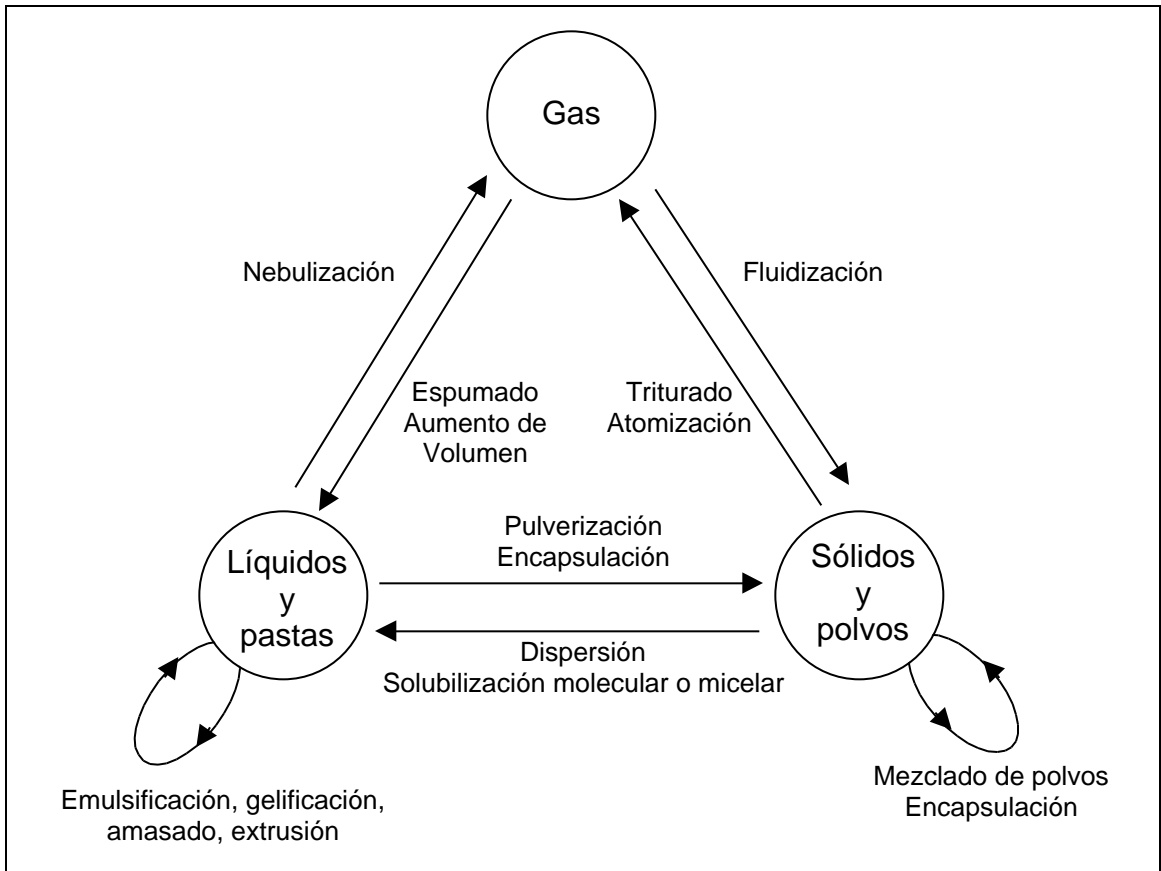 Gas
Nebulización
Fluidización
Espumado
Aumento de
Volumen
Triturado
Atomización
Pulverización
Encapsulación
Líquidos
y
pastas
Sólidos
y
polvos
Dispersión
Solubilización molecular o micelar
Emulsificación, gelificación,
amasado, extrusión
Mezclado de polvos
Encapsulación